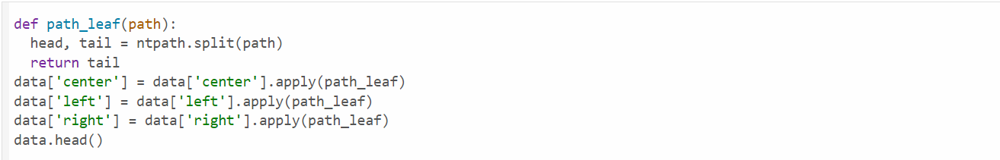 def path_leaf(path):
  head, tail = ntpath.split(path)
  return tail
data['center'] = data['center'].apply(path_leaf)
data['left'] = data['left'].apply(path_leaf)
data['right'] = data['right'].apply(path_leaf)
data.head()